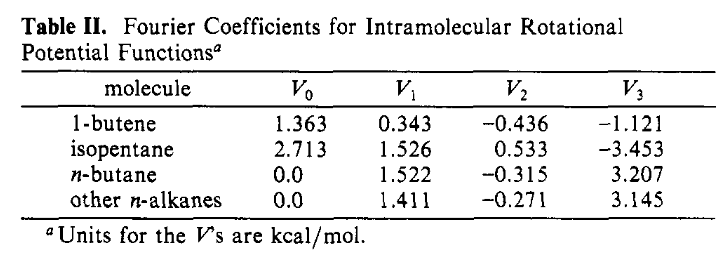 Table II. Fourier Coefficients for Intramolecular Rotational
Potential Functionsᵃ
molecule V₀ V₁ V₂ V₃
1-butene 1.363 0.343 −0.436 −1.121
isopentane 2.713 1.526 0.533 −3.453
n-butane 0.0 1.522 −0.315 3.207
other n-alkanes 0.0 1.411 −0.271 3.145
ᵃ Units for the V's are kcal/mol.